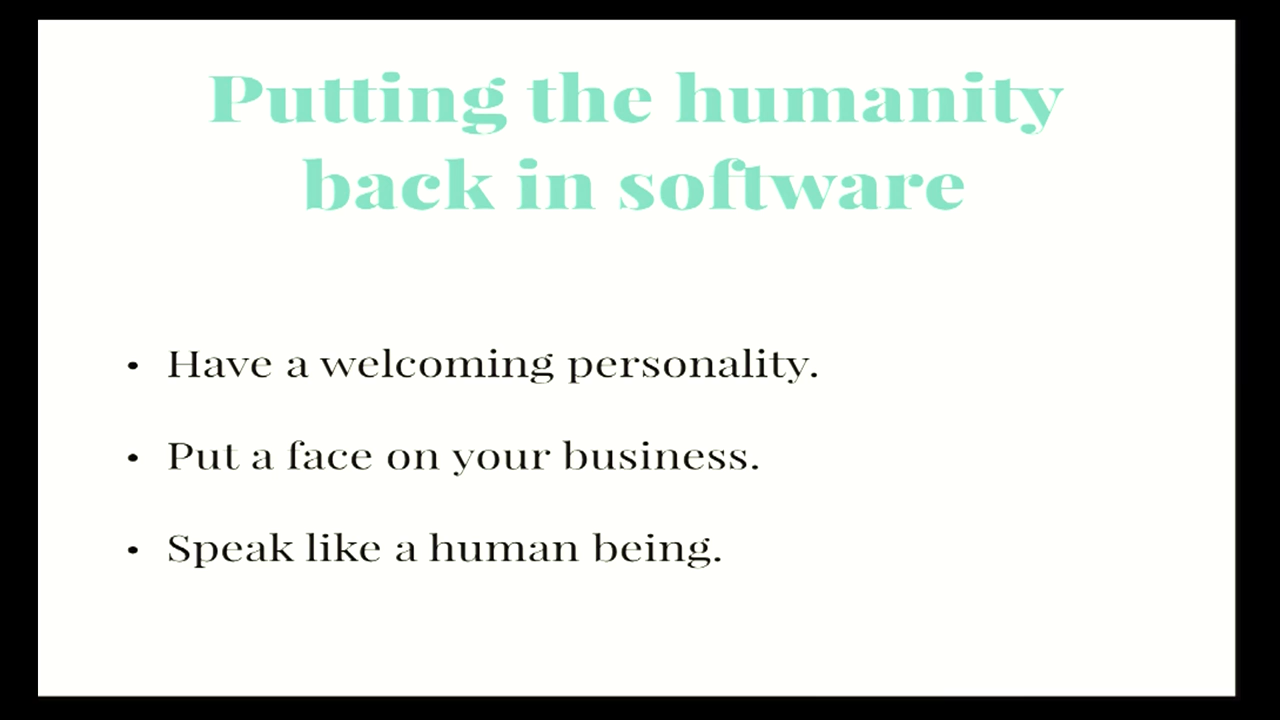 Putting the humanity
back in software
• Have a welcoming personality.
• Put a face on your business.
• Speak like a human being.